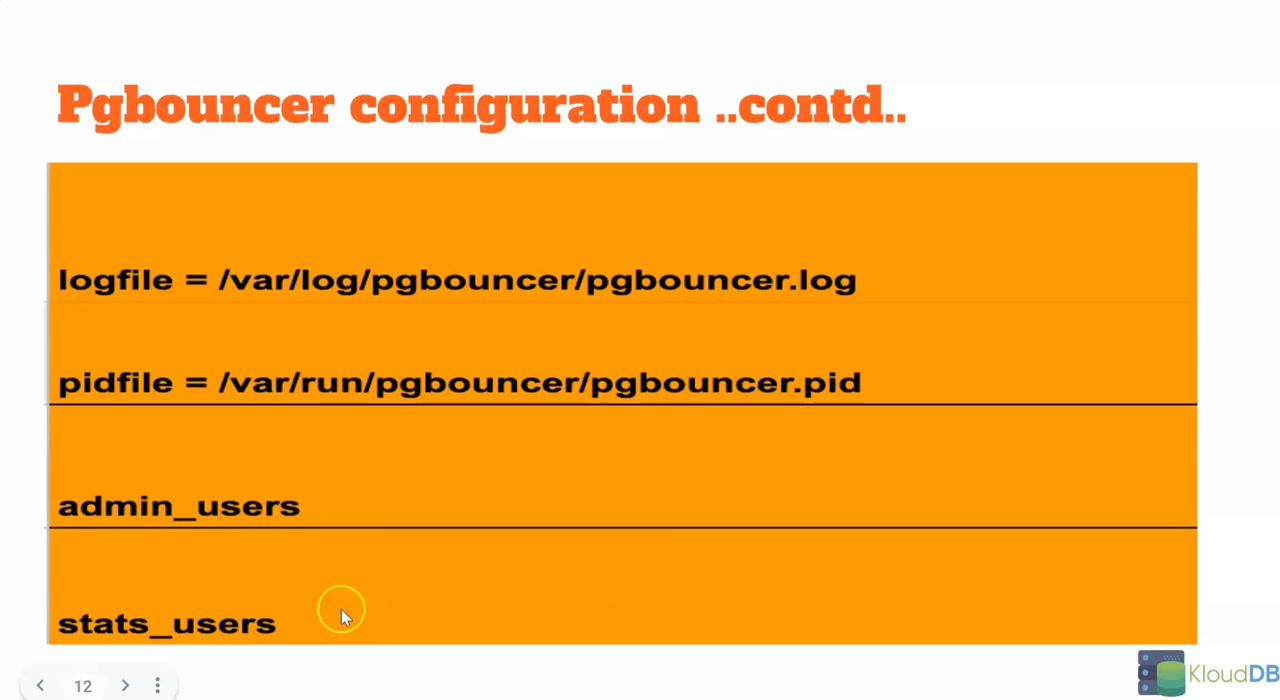 Pgbouncer configuration ..contd..
logfile = /var/log/pgbouncer/pgbouncer.log
pidfile = /var/run/pgbouncer/pgbouncer.pid
admin_users
stats_users
12
KloudDB